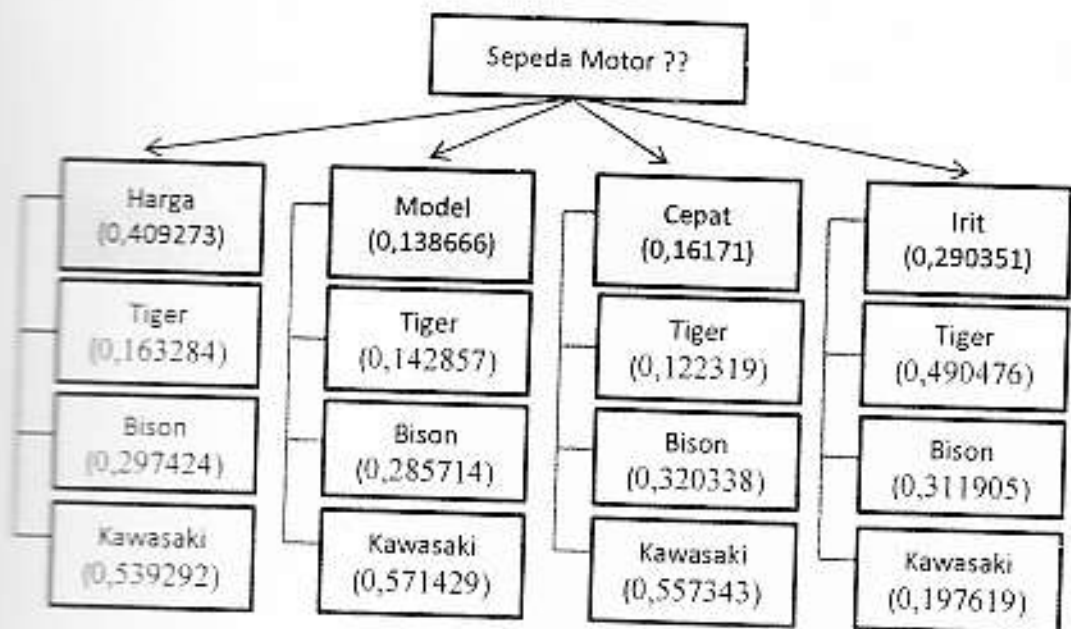 Sepeda Motor ??
Harga
(0,409273)
Tiger
(0,163284)
Bison
(0,297424)
Kawasaki
(0,539292)
Model
(0,138666)
Tiger
(0,142857)
Bison
(0,285714)
Kawasaki
(0,571429)
Cepat
(0,16171)
Tiger
(0,122319)
Bison
(0,320338)
Kawasaki
(0,557343)
Irit
(0,290351)
Tiger
(0,490476)
Bison
(0,311905)
Kawasaki
(0,197619)